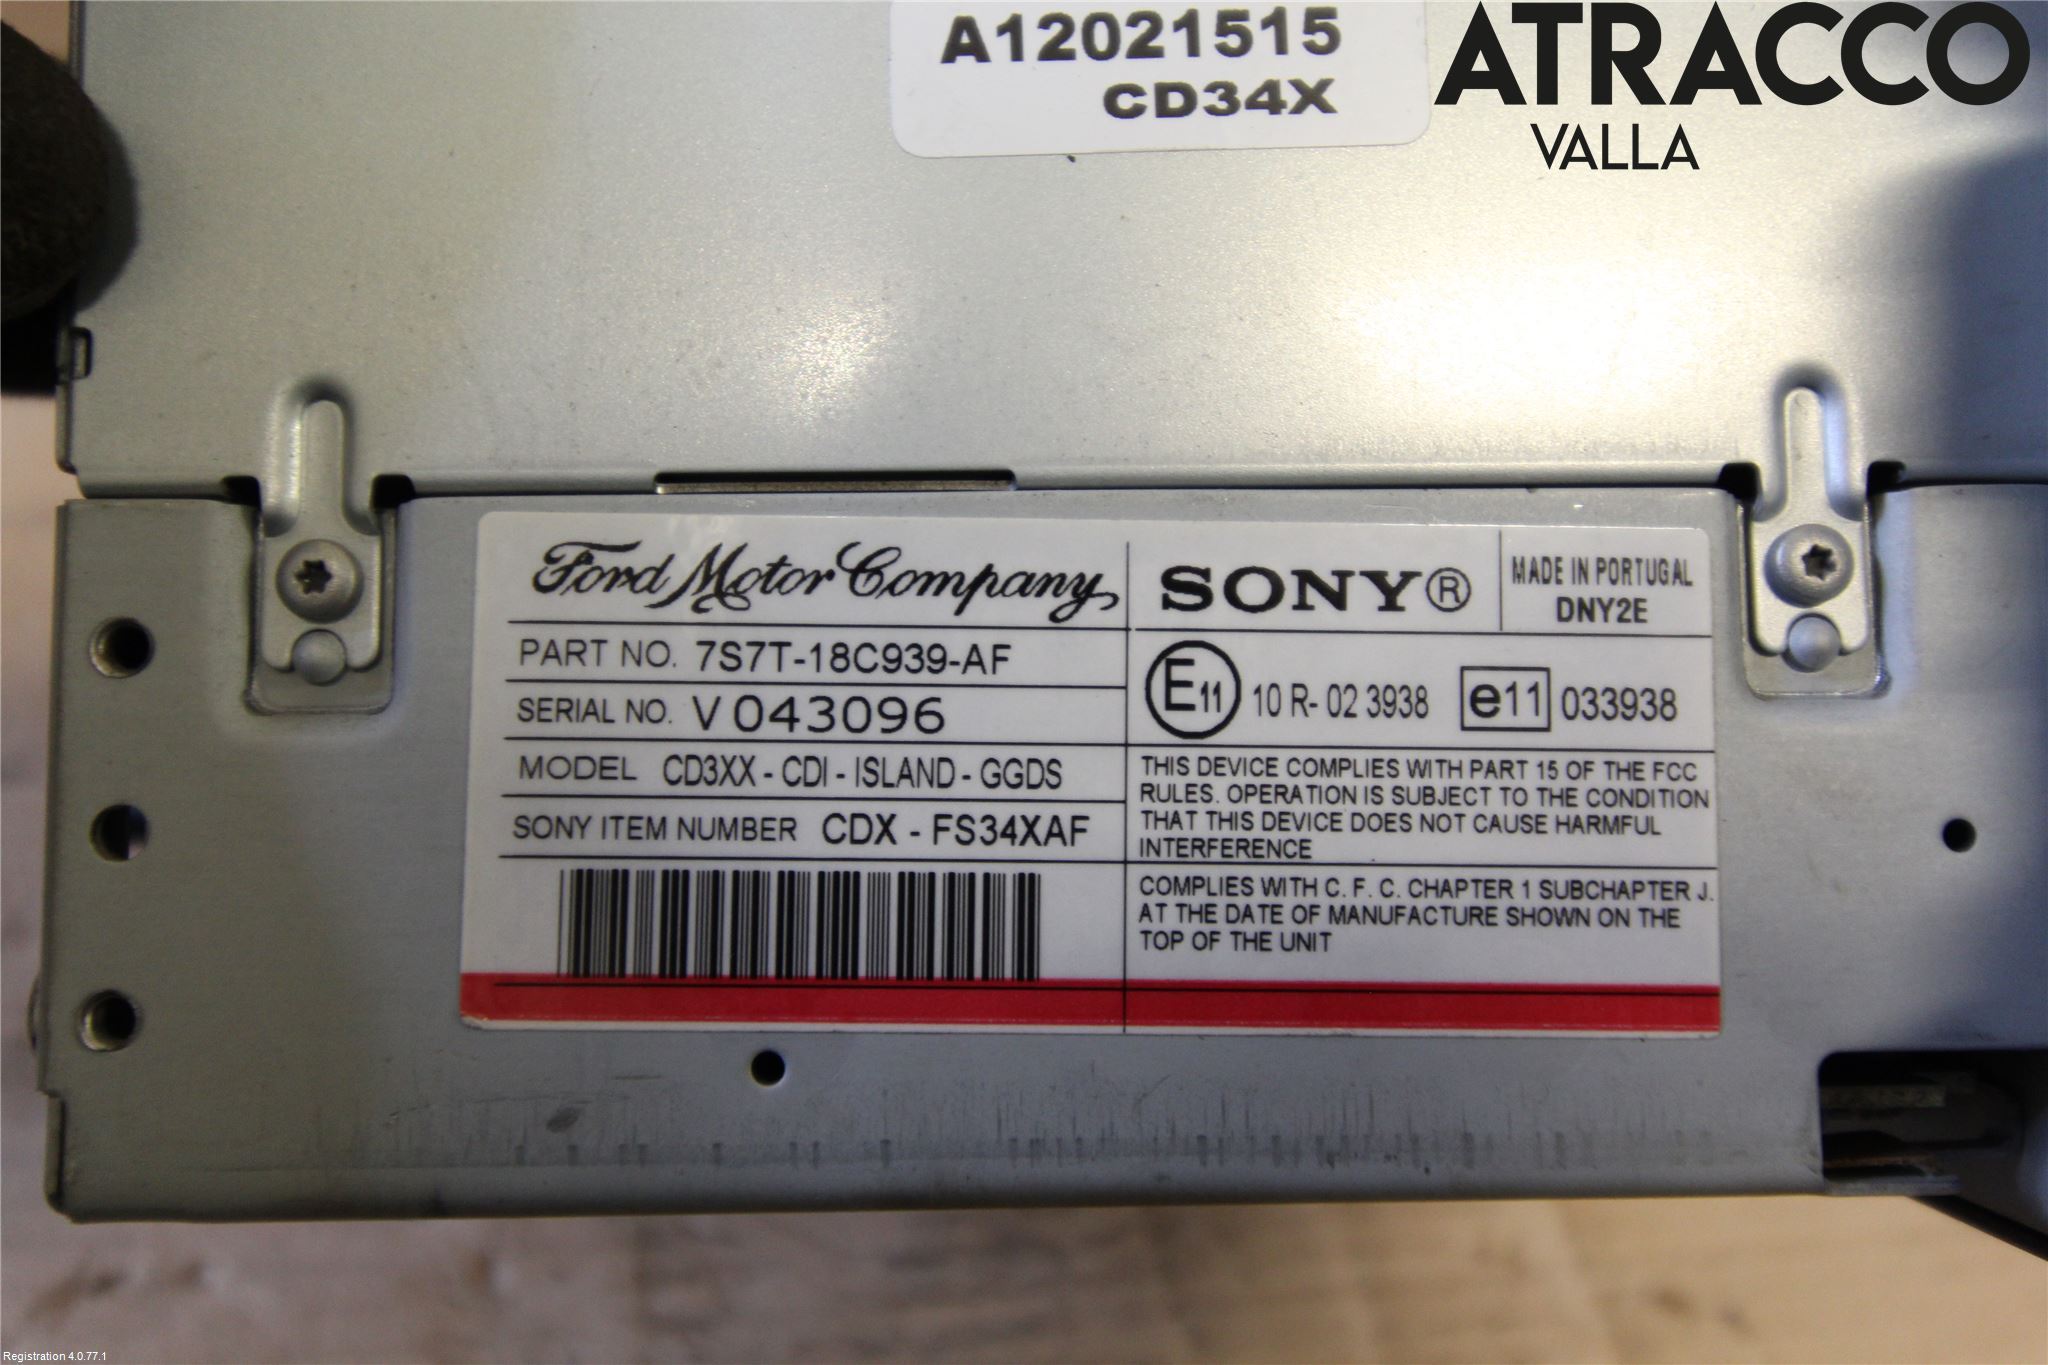 A12021515
CD34X
ATRACCO
VALLA
Ford Motor Company
PART NO. 7S7T-18C939-AF
SERIAL NO. V043096
MODEL CD3XX - CDI - ISLAND - GGDS
SONY ITEM NUMBER CDX - FS34XAF
SONY®
MADE IN PORTUGAL
DNY2E
E11 10 R- 02 3938 e11 033938
THIS DEVICE COMPLIES WITH PART 15 OF THE FCC
RULES. OPERATION IS SUBJECT TO THE CONDITION
THAT THIS DEVICE DOES NOT CAUSE HARMFUL
INTERFERENCE
COMPLIES WITH C. F. C. CHAPTER 1 SUBCHAPTER J.
AT THE DATE OF MANUFACTURE SHOWN ON THE
TOP OF THE UNIT
Registration 4.0.77.1